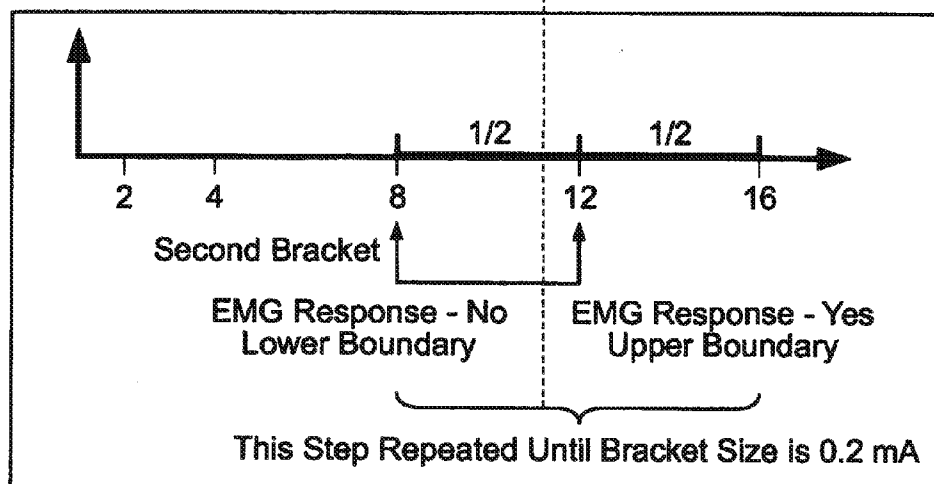 1/2 1/2
2 4 8 12 16
Second Bracket
EMG Response - No EMG Response - Yes
Lower Boundary Upper Boundary
This Step Repeated Until Bracket Size is 0.2 mA